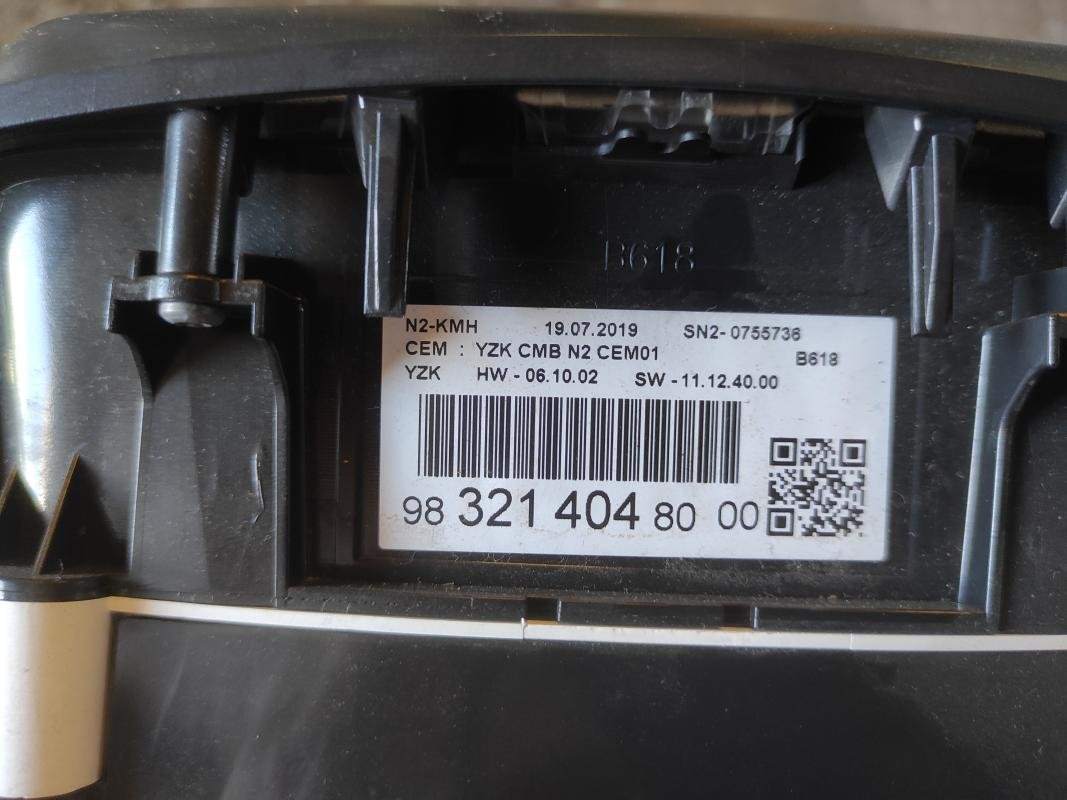 B618
N2-KMH 19.07.2019 SN2- 0755736
CEM : YZK CMB N2 CEM01 B618
YZK HW - 06.10.02 SW - 11.12.40.00
98 321 404 80 00